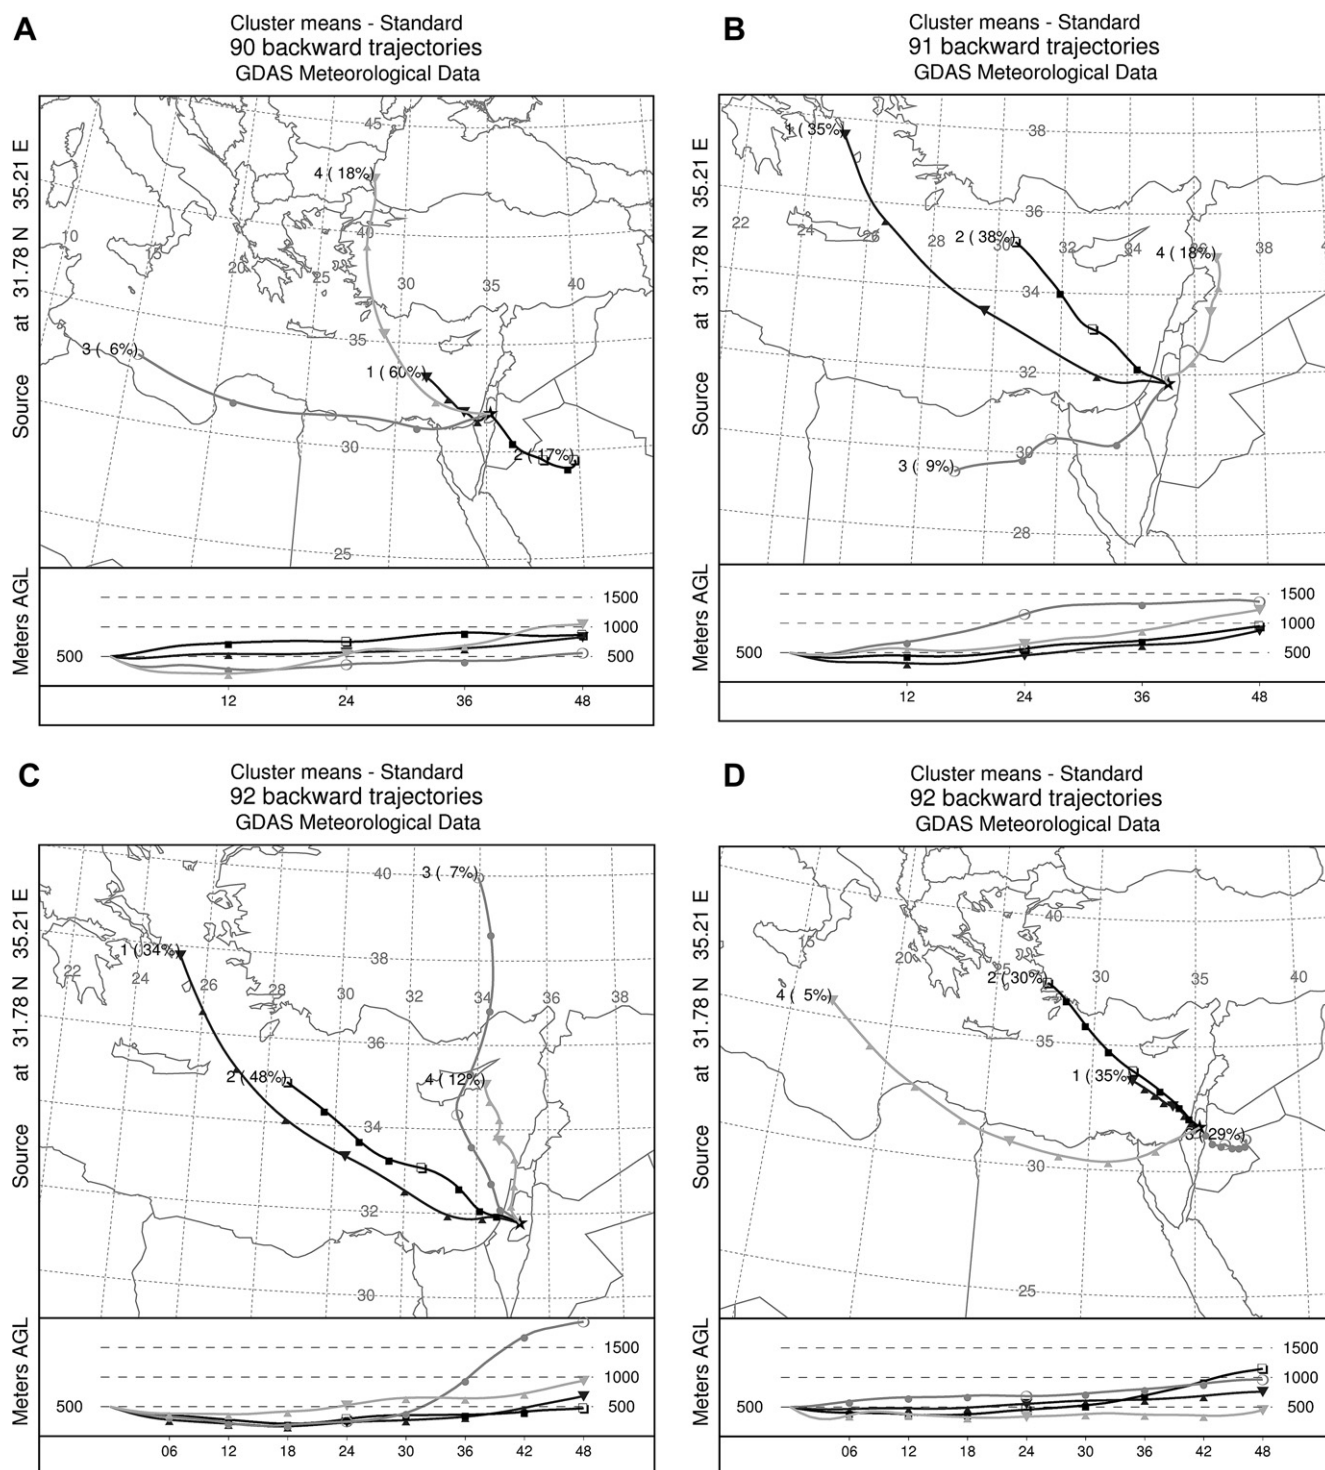 A
Cluster means - Standard
90 backward trajectories
GDAS Meteorological Data
Source at 31.78 N 35.21 E
45
4 ( 18%)
40
10
15
20
25
30
35
40
35
3 ( 6%)
1 ( 60%)
30
2 ( 17%)
25
Meters AGL
1500
1000
500
500
12
24
36
48
B
Cluster means - Standard
91 backward trajectories
GDAS Meteorological Data
Source at 31.78 N 35.21 E
1 ( 35%)
38
36
22
24
26
28
30
32
34
36
38
2 ( 38%)
4 ( 18%)
34
32
30
3 ( 9%)
28
Meters AGL
1500
1000
500
500
12
24
36
48
C
Cluster means - Standard
92 backward trajectories
GDAS Meteorological Data
Source at 31.78 N 35.21 E
3 ( 7%)
40
1 ( 34%)
38
22
24
26
28
30
32
34
36
38
36
2 ( 48%)
4 ( 12%)
34
32
30
Meters AGL
1500
1000
500
500
06
12
18
24
30
36
42
48
D
Cluster means - Standard
92 backward trajectories
GDAS Meteorological Data
Source at 31.78 N 35.21 E
40
15
20
25
30
35
40
2 ( 30%)
4 ( 5%)
35
1 ( 35%)
3 ( 29%)
30
25
Meters AGL
1500
1000
500
500
06
12
18
24
30
36
42
48